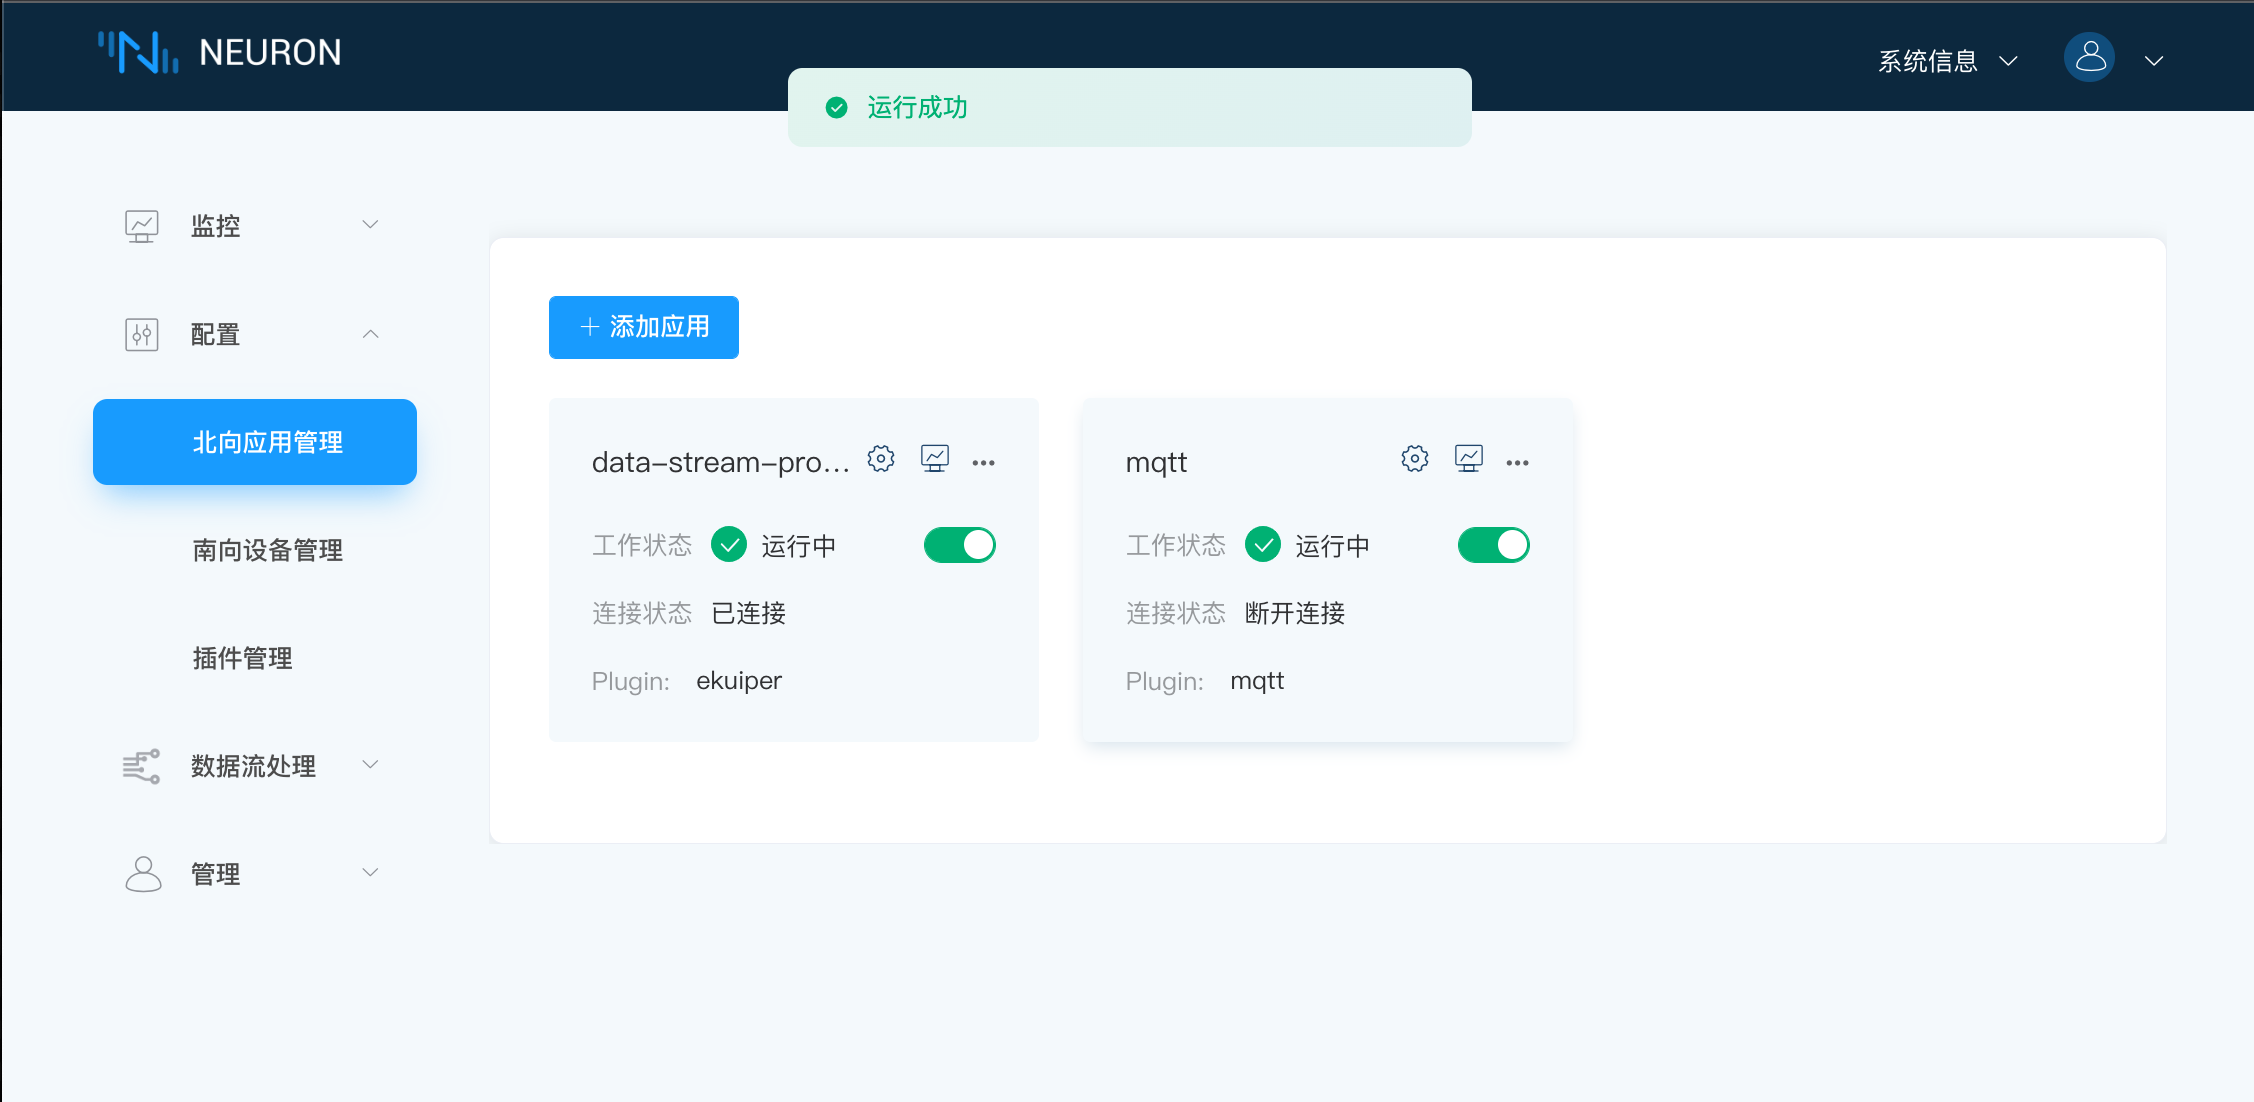 NEURON
系统信息
运行成功
监控
配置
北向应用管理
南向设备管理
插件管理
数据流处理
管理
添加应用
data-stream-pro...
工作状态 运行中
连接状态 已连接
Plugin: ekuiper
mqtt
工作状态 运行中
连接状态 断开连接
Plugin: mqtt